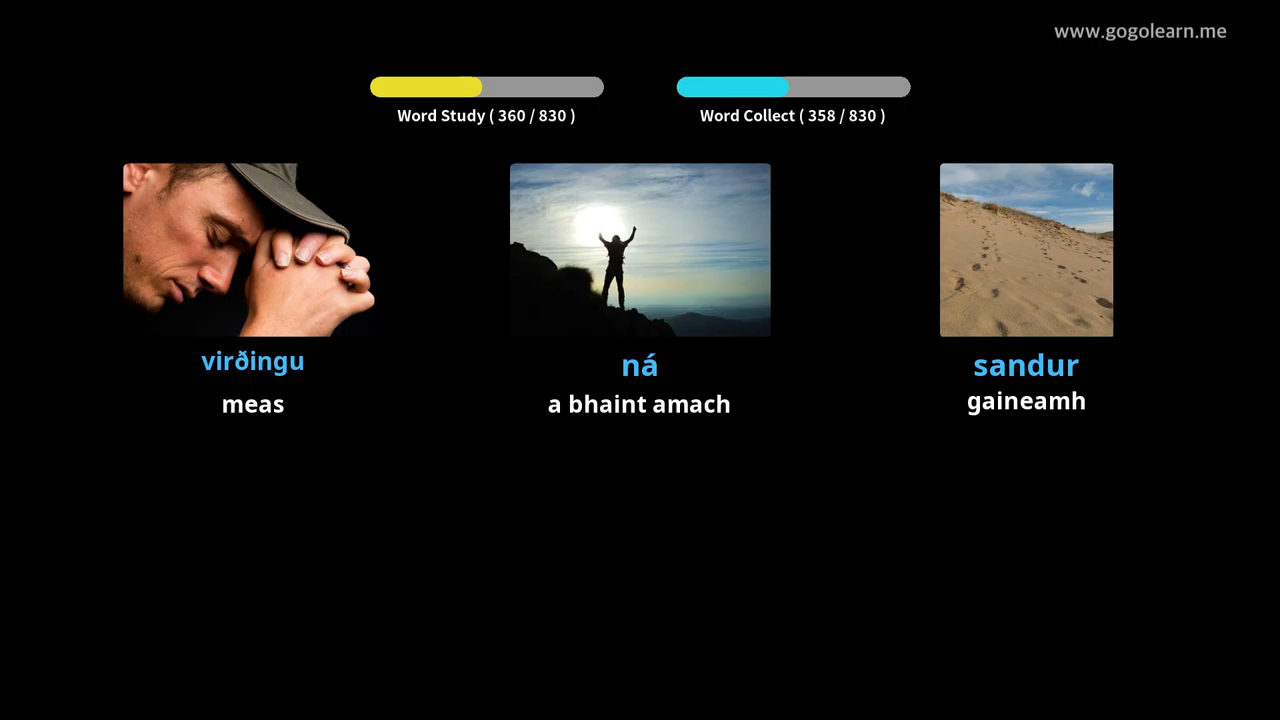 www.gogolearn.me
Word Study ( 360 / 830 )
Word Collect ( 358 / 830 )
virðingu
meas
ná
a bhaint amach
sandur
gaineamh